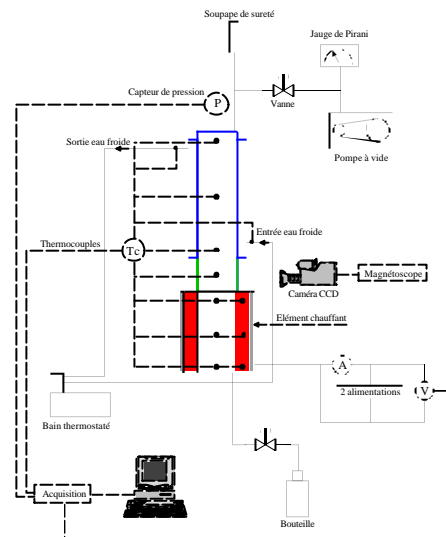 Soupape de sureté
Jauge de Pirani
Capteur de pression
P
Vanne
Sortie eau froide
Pompe à vide
Entrée eau froide
Thermocouples
Tc
Magnétoscope
Caméra CCD
Elément chauffant
A
2 alimentations
V
Bain thermostaté
Acquisition
Bouteille